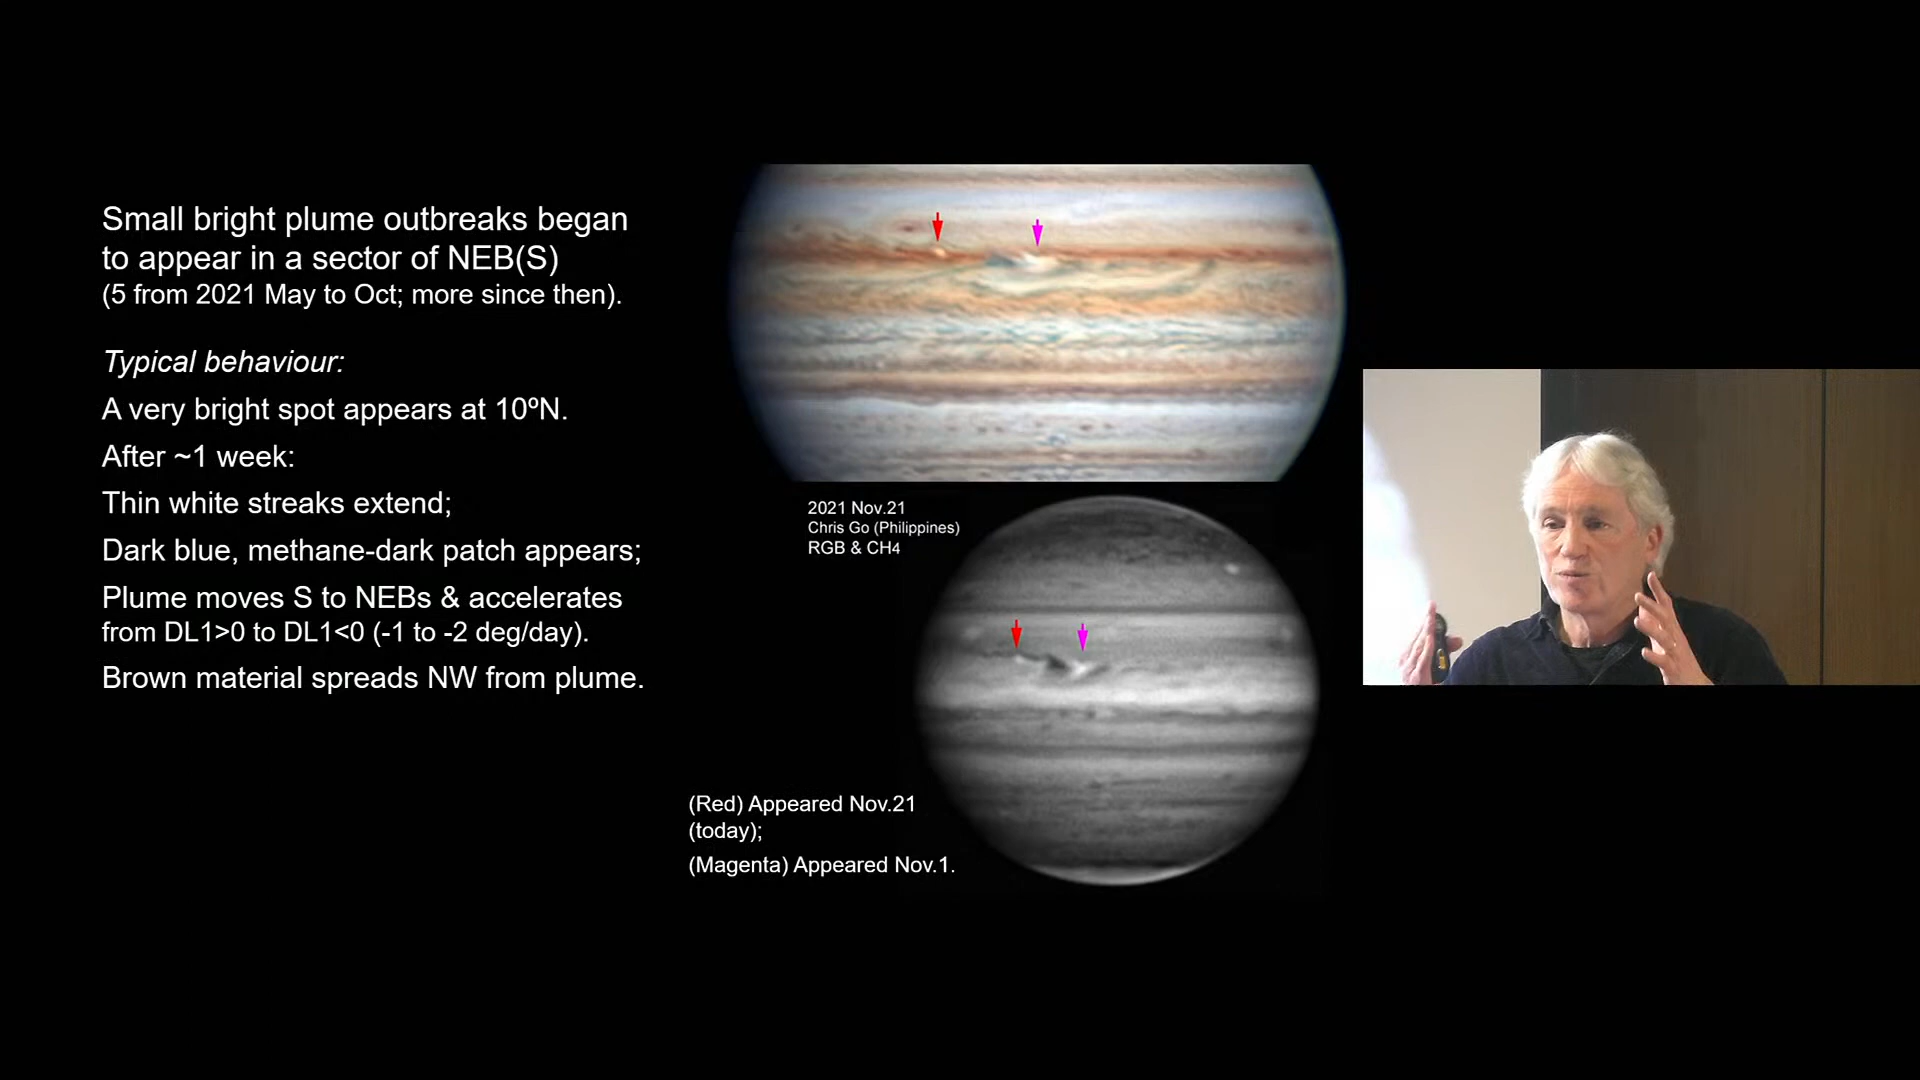 Small bright plume outbreaks began
to appear in a sector of NEB(S)
(5 from 2021 May to Oct; more since then).
Typical behaviour:
A very bright spot appears at 10ºN.
After ~1 week:
Thin white streaks extend;
Dark blue, methane-dark patch appears;
Plume moves S to NEBs & accelerates
from DL1>0 to DL1<0 (-1 to -2 deg/day).
Brown material spreads NW from plume.
2021 Nov.21
Chris Go (Philippines)
RGB & CH4
(Red) Appeared Nov.21
(today);
(Magenta) Appeared Nov.1.